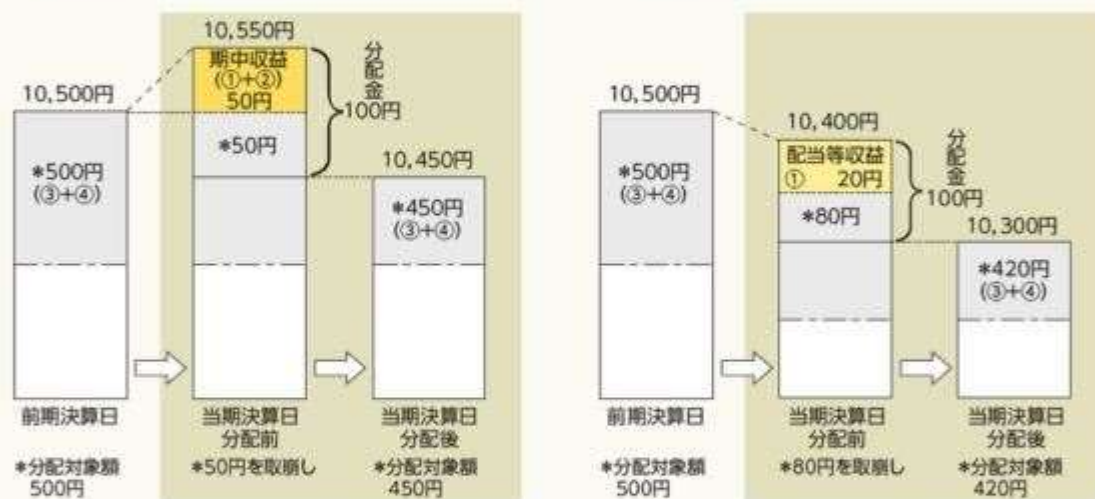 10,500円
*500円
(③+④)
前期決算日
*分配対象額
500円
10,550円
期中収益
(①+②)
50円
*50円
分配金
100円
当期決算日
分配前
*50円を取崩し
10,450円
*450円
(③+④)
当期決算日
分配後
*分配対象額
450円
10,500円
*500円
(③+④)
前期決算日
*分配対象額
500円
10,400円
配当等収益
① 20円
*80円
分配金
100円
当期決算日
分配前
*80円を取崩し
10,300円
*420円
(③+④)
当期決算日
分配後
*分配対象額
420円